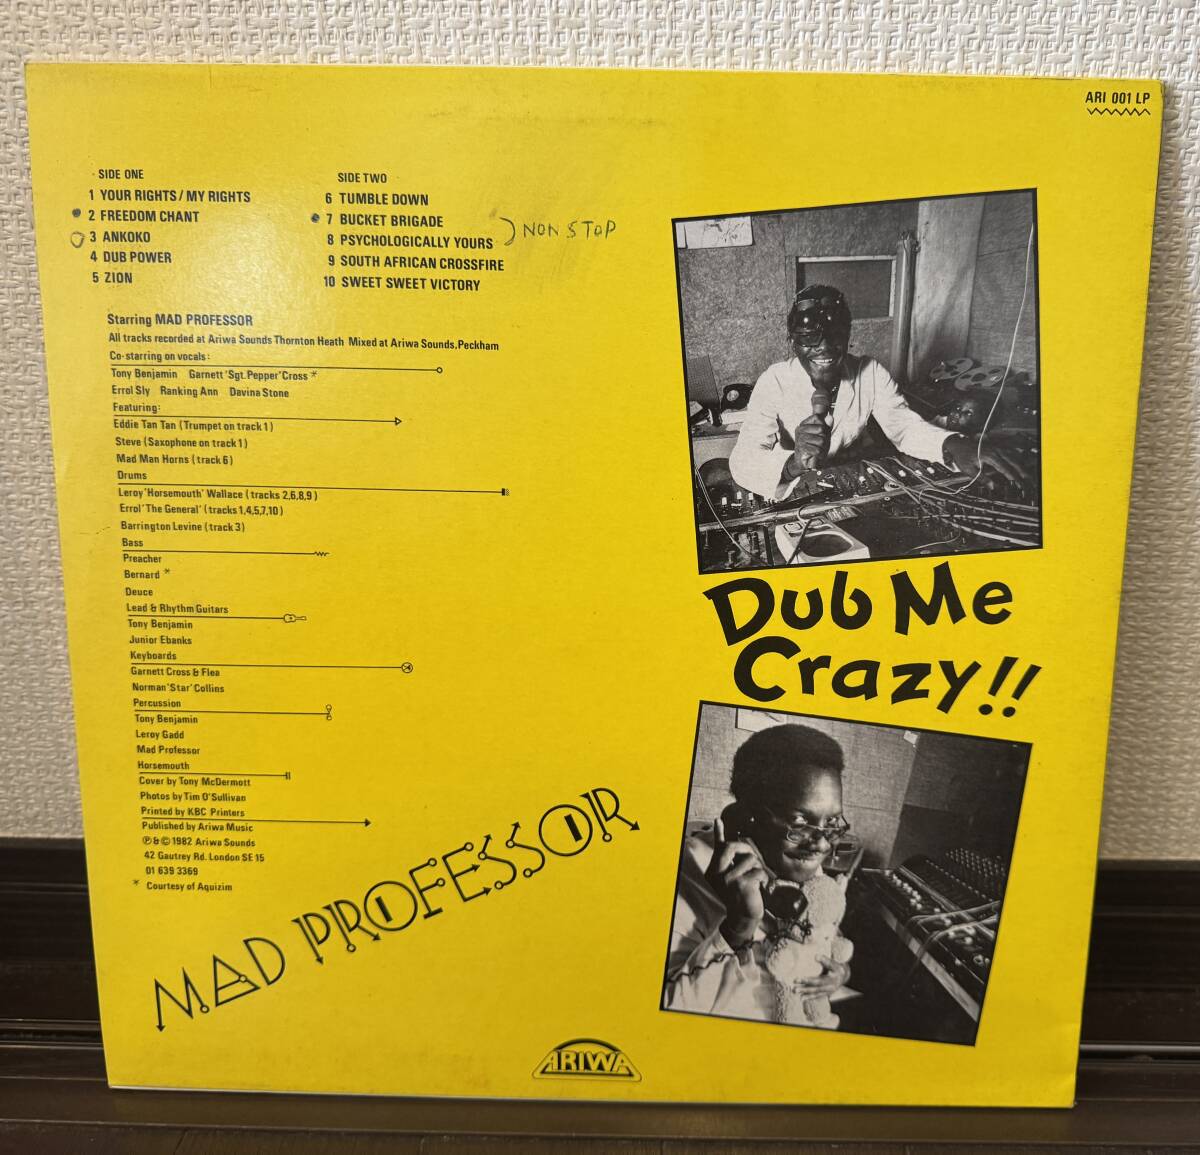 ARI 001 LP
SIDE ONE
1 YOUR RIGHTS / MY RIGHTS
2 FREEDOM CHANT
3 ANKOKO
4 DUB POWER
5 ZION
SIDE TWO
6 TUMBLE DOWN
7 BUCKET BRIGADE
8 PSYCHOLOGICALLY YOURS
NON STOP
9 SOUTH AFRICAN CROSSFIRE
10 SWEET SWEET VICTORY
Starring MAD PROFESSOR
All tracks recorded at Ariwa Sounds Thornton Heath Mixed at Ariwa Sounds, Peckham
Co-starring on vocals:
Tony Benjamin Garnett 'Sgt. Pepper' Cross *
Errol Sly Ranking Ann Davina Stone
Featuring:
Eddie Tan Tan (Trumpet on track 1)
Steve (Saxophone on track 1)
Mad Man Horns (track 6)
Drums
Leroy 'Horsemouth' Wallace (tracks 2,6,8,9)
Errol 'The General' (tracks 1,4,5,7,10)
Barrington Levine (track 3)
Bass
Preacher
Bernard *
Deuce
Lead & Rhythm Guitars
Tony Benjamin
Junior Ebanks
Keyboards
Garnett Cross & Flea
Norman 'Star' Collins
Percussion
Tony Benjamin
Leroy Gadd
Mad Professor
Horsemouth
Cover by Tony McDermott
Photos by Tim O'Sullivan
Printed by KBC Printers
Published by Ariwa Music
℗ & © 1982 Ariwa Sounds
42 Gautrey Rd. London SE 15
01 639 3369
* Courtesy of Aquizim
Dub Me
Crazy!!
MAD PROFESSOR
ARIWA